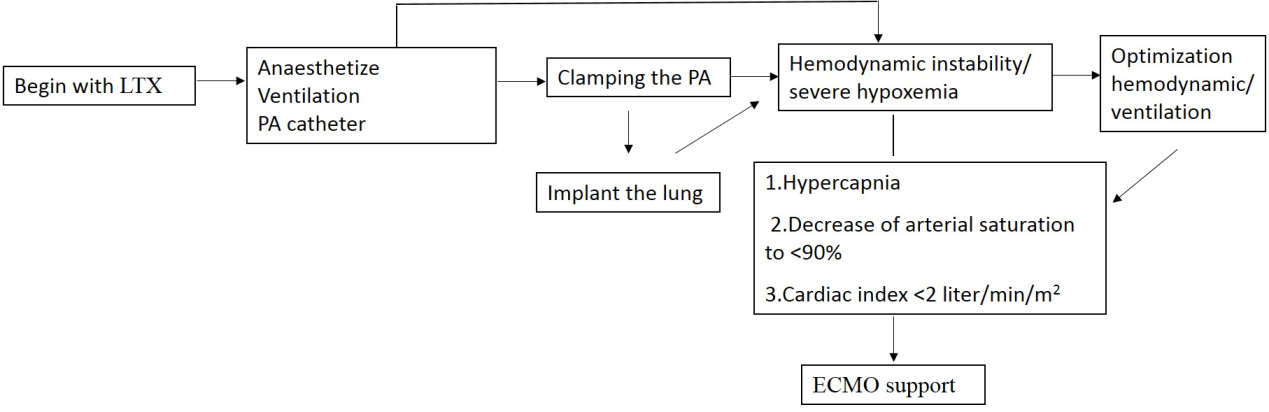 Begin with LTX
Anaesthetize
Ventilation
PA catheter
Clamping the PA
Implant the lung
Hemodynamic instability/
severe hypoxemia
Optimization
hemodynamic/
ventilation
1.Hypercapnia
2.Decrease of arterial saturation
to <90%
3.Cardiac index <2 liter/min/m²
ECMO support